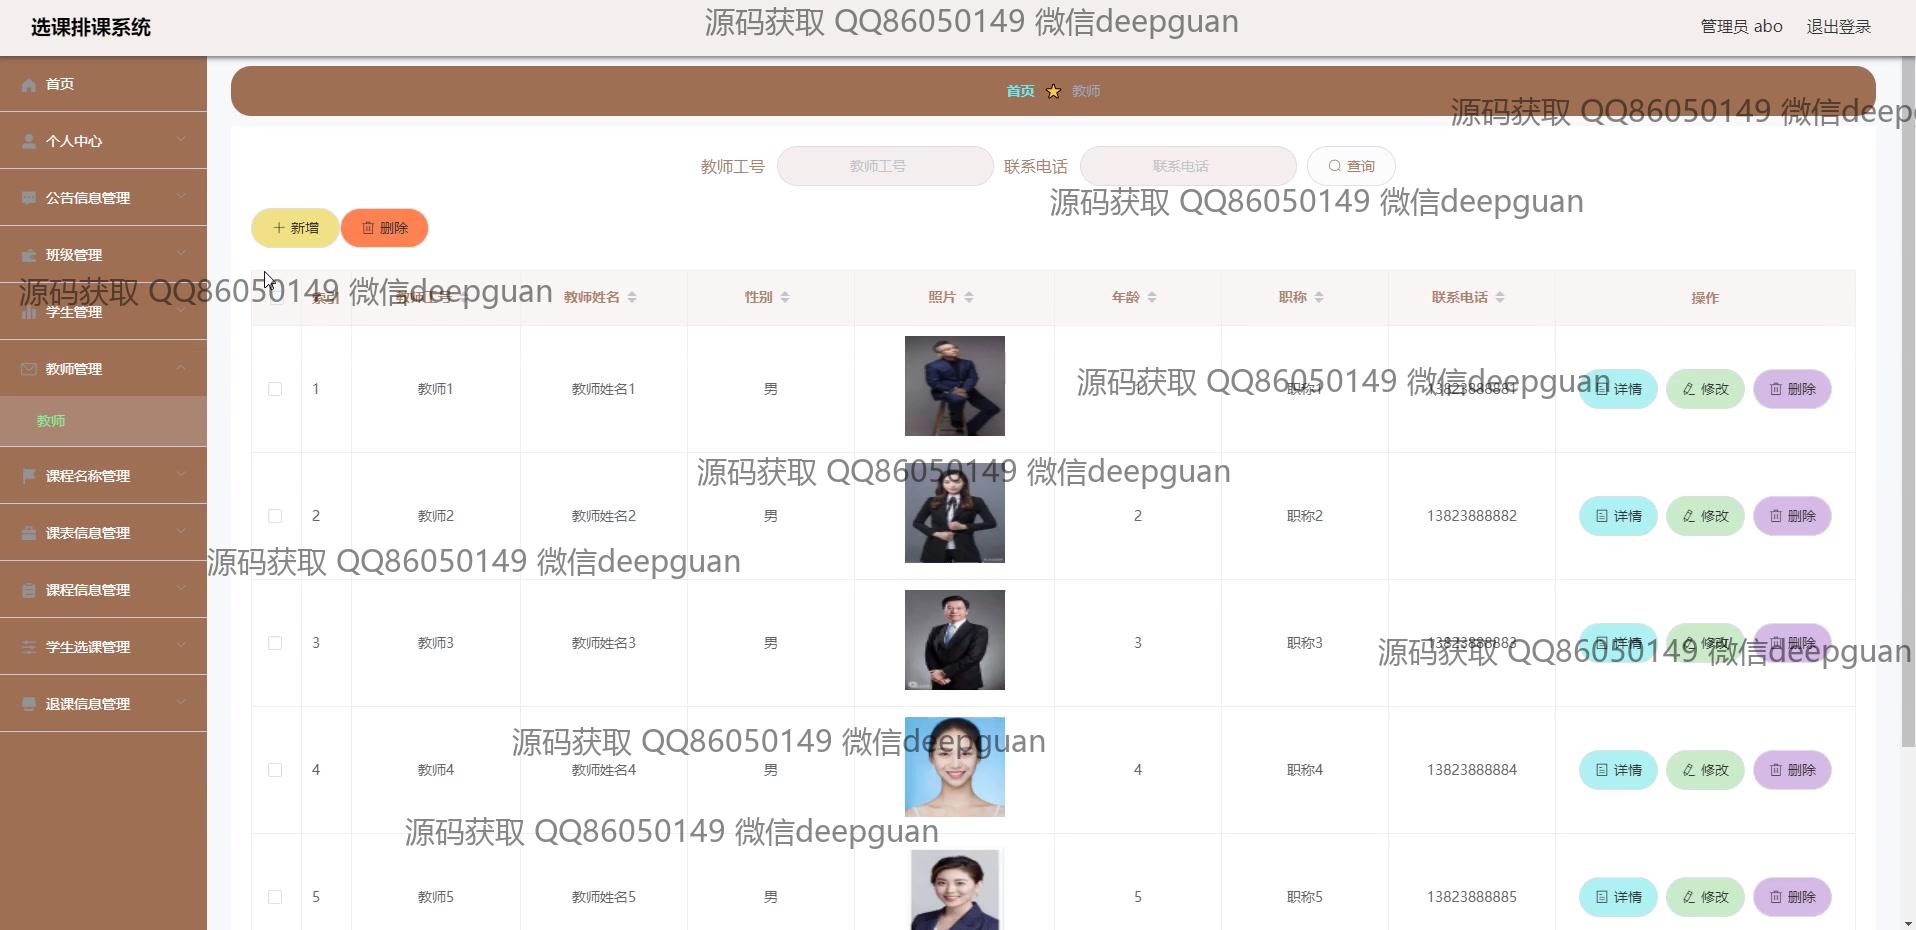 选课排课系统
源码获取 QQ86050149 微信deepguan
管理员 abo 退出登录
首页
个人中心
公告信息管理
班级管理
学生管理
教师管理
教师
课程名称管理
课表信息管理
课程信息管理
学生选课管理
退课信息管理
首页 教师
源码获取 QQ86050149 微信deep
教师工号 教师工号 联系电话 联系电话 查询
源码获取 QQ86050149 微信deepguan
新增 删除
源码获取 QQ86050149 微信deepguan
索引 教师工号 教师姓名 性别 照片 年龄 职称 联系电话 操作
1 教师1 教师姓名1 男 职称1 13823888881 详情 修改 删除
源码获取 QQ86050149 微信deepguan
源码获取 QQ86050149 微信deepguan
2 教师2 教师姓名2 男 2 职称2 13823888882 详情 修改 删除
源码获取 QQ86050149 微信deepguan
3 教师3 教师姓名3 男 3 职称3 13823888883 详情 修改 删除
源码获取 QQ86050149 微信deepguan
源码获取 QQ86050149 微信deepguan
4 教师4 教师姓名4 男 4 职称4 13823888884 详情 修改 删除
源码获取 QQ86050149 微信deepguan
5 教师5 教师姓名5 男 5 职称5 13823888885 详情 修改 删除